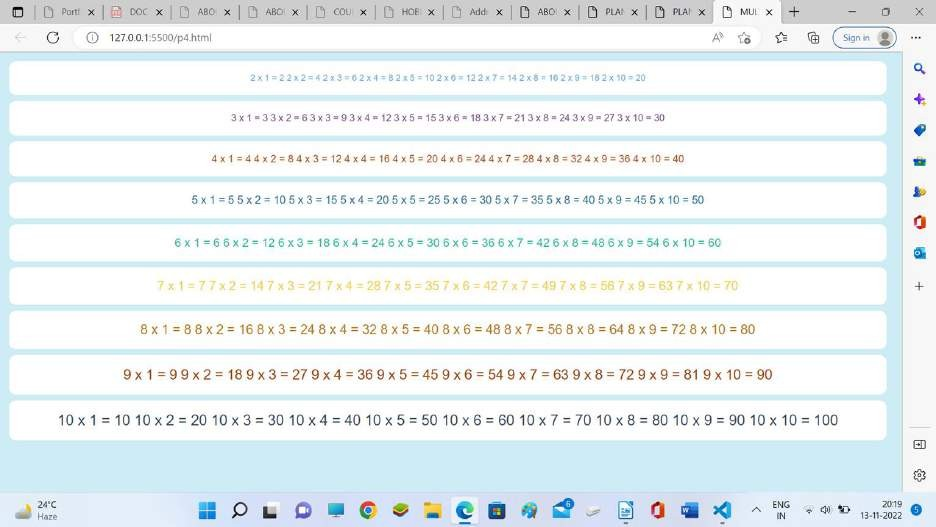 Portf
DOC
ABOU
ABOU
COU
HOBI
Addi
ABOU
PLAN
PLAN
MUL
127.0.0.1:5500/p4.html
Sign in
2 x 1 = 2 2 x 2 = 4 2 x 3 = 6 2 x 4 = 8 2 x 5 = 10 2 x 6 = 12 2 x 7 = 14 2 x 8 = 16 2 x 9 = 18 2 x 10 = 20
3 x 1 = 3 3 x 2 = 6 3 x 3 = 9 3 x 4 = 12 3 x 5 = 15 3 x 6 = 18 3 x 7 = 21 3 x 8 = 24 3 x 9 = 27 3 x 10 = 30
4 x 1 = 4 4 x 2 = 8 4 x 3 = 12 4 x 4 = 16 4 x 5 = 20 4 x 6 = 24 4 x 7 = 28 4 x 8 = 32 4 x 9 = 36 4 x 10 = 40
5 x 1 = 5 5 x 2 = 10 5 x 3 = 15 5 x 4 = 20 5 x 5 = 25 5 x 6 = 30 5 x 7 = 35 5 x 8 = 40 5 x 9 = 45 5 x 10 = 50
6 x 1 = 6 6 x 2 = 12 6 x 3 = 18 6 x 4 = 24 6 x 5 = 30 6 x 6 = 36 6 x 7 = 42 6 x 8 = 48 6 x 9 = 54 6 x 10 = 60
7 x 1 = 7 7 x 2 = 14 7 x 3 = 21 7 x 4 = 28 7 x 5 = 35 7 x 6 = 42 7 x 7 = 49 7 x 8 = 56 7 x 9 = 63 7 x 10 = 70
8 x 1 = 8 8 x 2 = 16 8 x 3 = 24 8 x 4 = 32 8 x 5 = 40 8 x 6 = 48 8 x 7 = 56 8 x 8 = 64 8 x 9 = 72 8 x 10 = 80
9 x 1 = 9 9 x 2 = 18 9 x 3 = 27 9 x 4 = 36 9 x 5 = 45 9 x 6 = 54 9 x 7 = 63 9 x 8 = 72 9 x 9 = 81 9 x 10 = 90
10 x 1 = 10 10 x 2 = 20 10 x 3 = 30 10 x 4 = 40 10 x 5 = 50 10 x 6 = 60 10 x 7 = 70 10 x 8 = 80 10 x 9 = 90 10 x 10 = 100
24°C
Haze
ENG
IN
20:19
13-11-2022